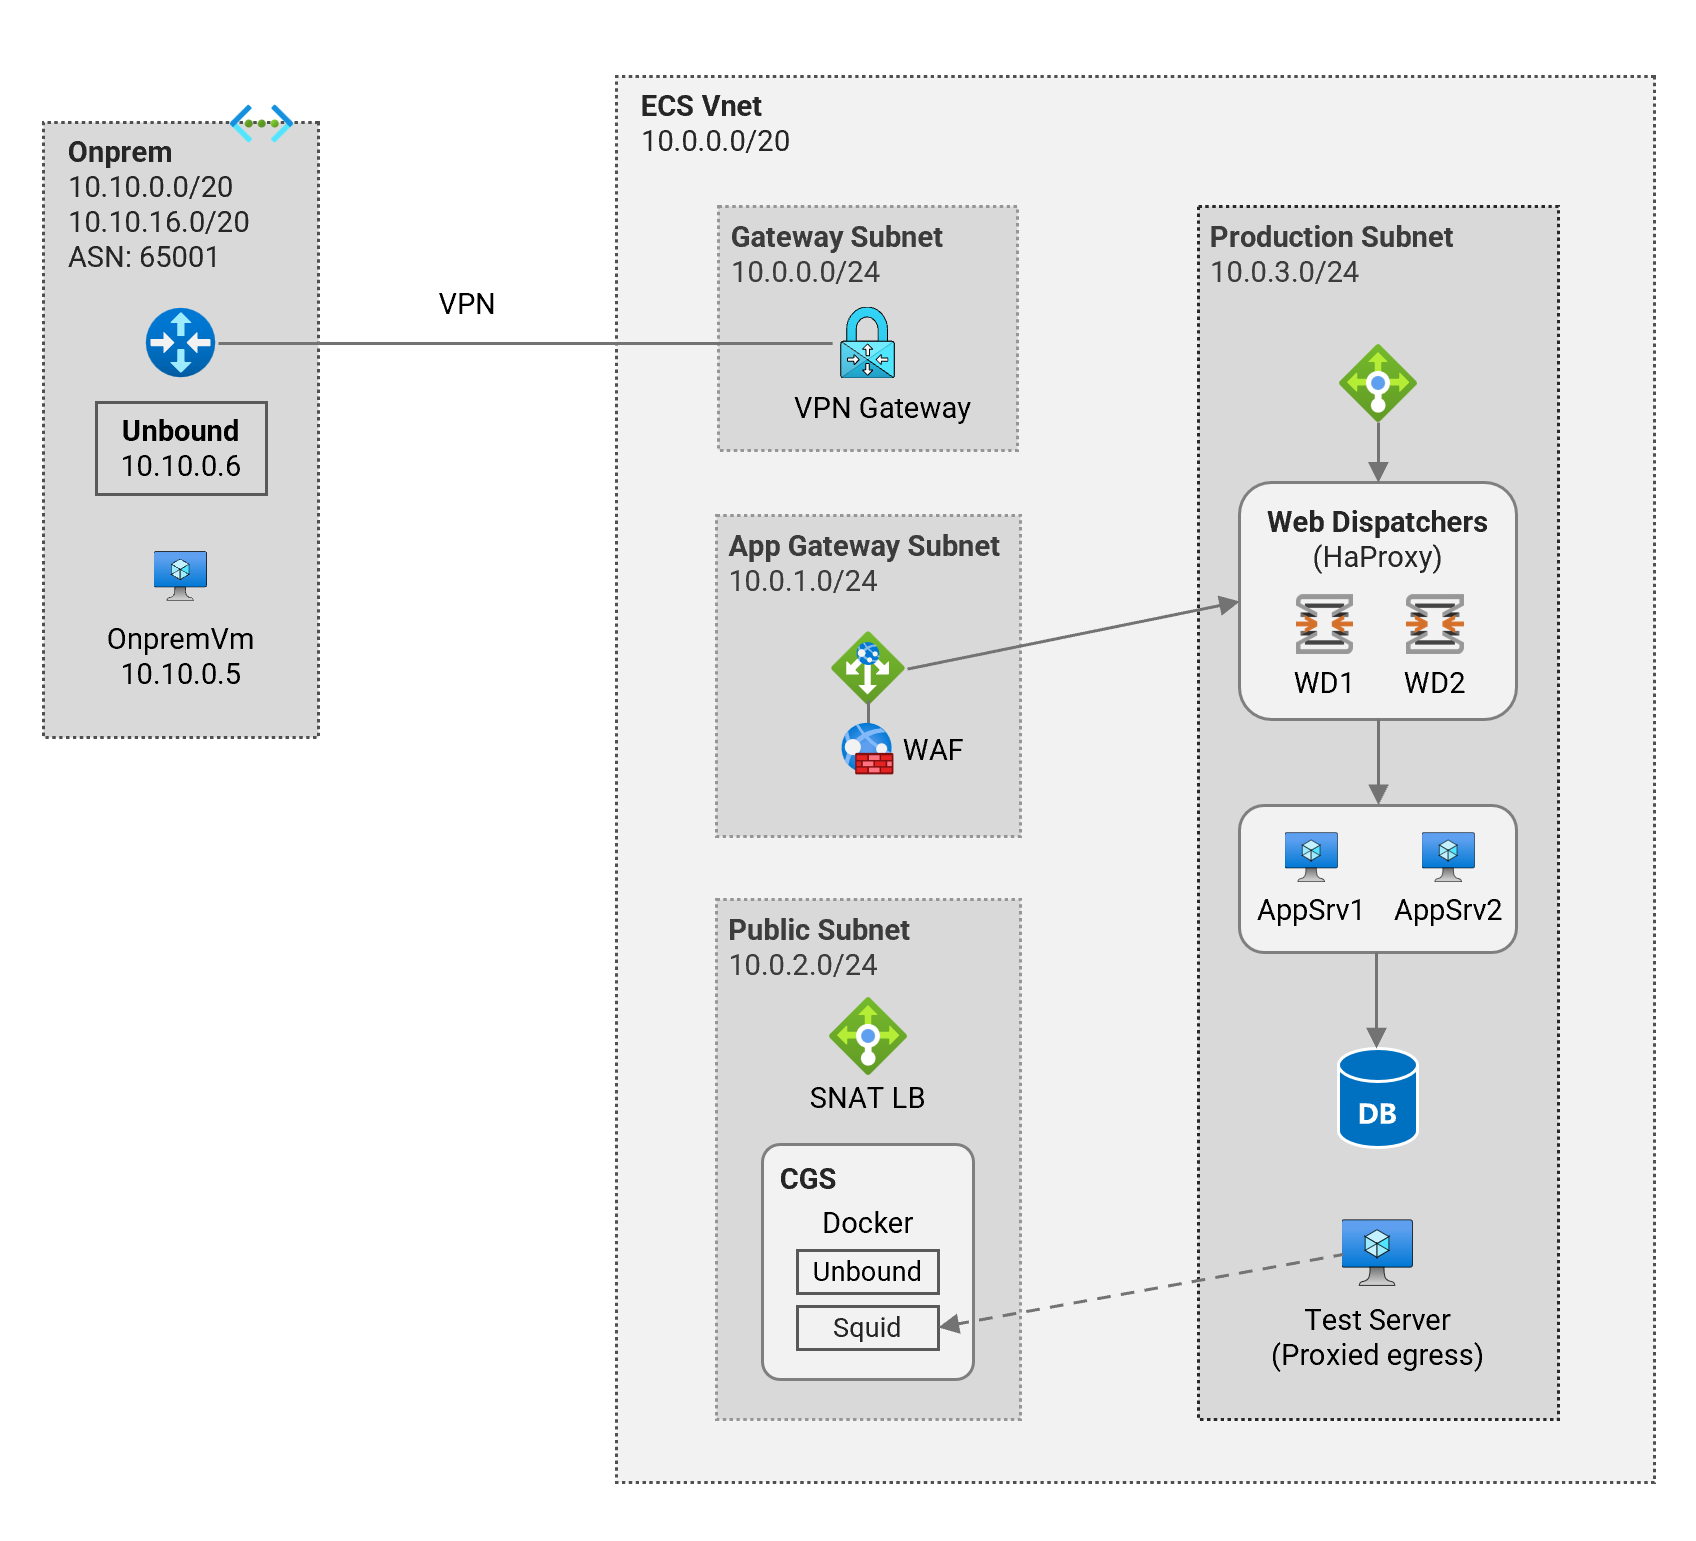 Onprem
10.10.0.0/20
10.10.16.0/20
ASN: 65001
Unbound
10.10.0.6
OnpremVm
10.10.0.5
VPN
ECS Vnet
10.0.0.0/20
Gateway Subnet
10.0.0.0/24
VPN Gateway
App Gateway Subnet
10.0.1.0/24
WAF
Public Subnet
10.0.2.0/24
SNAT LB
CGS
Docker
Unbound
Squid
Production Subnet
10.0.3.0/24
Web Dispatchers
(HaProxy)
WD1 WD2
AppSrv1 AppSrv2
DB
Test Server
(Proxied egress)